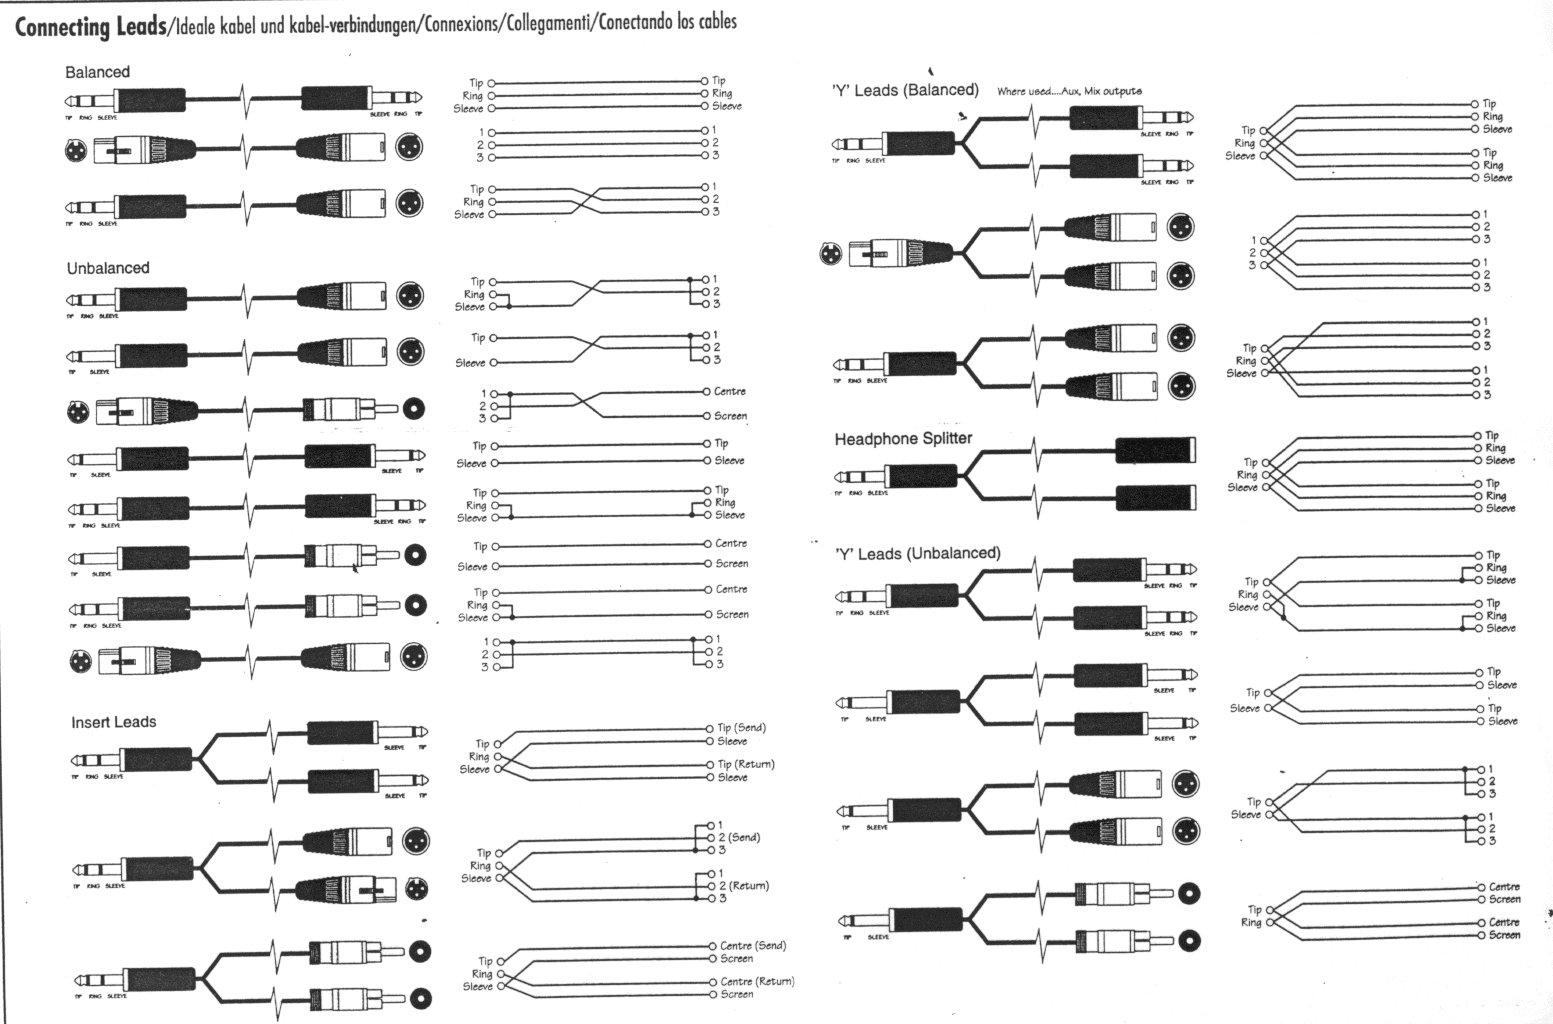 Connecting Leads/Ideale kabel und kabel-verbindungen/Connexions/Collegamenti/Conectando los cables
Balanced
TIP RING SLEEVE
SLEEVE RING TIP
Tip Tip
Ring Ring
Sleeve Sleeve
1 1
2 2
3 3
TIP RING SLEEVE
Tip 1
Ring 2
Sleeve 3
Unbalanced
TIP RING SLEEVE
Tip 1
Ring 2
Sleeve 3
TIP SLEEVE
Tip 1
2
Sleeve 3
1 Centre
2
3 Screen
TIP SLEEVE
SLEEVE TIP
Tip Tip
Sleeve Sleeve
TIP RING SLEEVE
SLEEVE RING TIP
Tip Tip
Ring Ring
Sleeve Sleeve
TIP SLEEVE
Tip Centre
Sleeve Screen
TIP RING SLEEVE
Tip Centre
Ring
Sleeve Screen
1 1
2 2
3 3
Insert Leads
TIP RING SLEEVE
SLEEVE TIP
SLEEVE TIP
Tip
Ring
Sleeve
Tip (Send)
Sleeve
Tip (Return)
Sleeve
TIP RING SLEEVE
Tip
Ring
Sleeve
1
2 (Send)
3
1
2 (Return)
3
TIP RING SLEEVE
Tip
Ring
Sleeve
Centre (Send)
Screen
Centre (Return)
Screen
'Y' Leads (Balanced) Where used....Aux, Mix outputs
TIP RING SLEEVE
SLEEVE RING TIP
SLEEVE RING TIP
Tip
Ring
Sleeve
Tip
Ring
Sleeve
Tip
Ring
Sleeve
1
2
3
1
2
3
1
2
3
TIP RING SLEEVE
Tip
Ring
Sleeve
1
2
3
1
2
3
Headphone Splitter
TIP RING SLEEVE
Tip
Ring
Sleeve
Tip
Ring
Sleeve
Tip
Ring
Sleeve
'Y' Leads (Unbalanced)
TIP RING SLEEVE
SLEEVE RING TIP
SLEEVE RING TIP
Tip
Ring
Sleeve
Tip
Ring
Sleeve
Tip
Ring
Sleeve
TIP SLEEVE
SLEEVE TIP
SLEEVE TIP
Tip
Sleeve
Tip
Sleeve
Tip
Sleeve
TIP SLEEVE
Tip
Sleeve
1
2
3
1
2
3
TIP SLEEVE
Tip
Ring
Centre
Screen
Centre
Screen